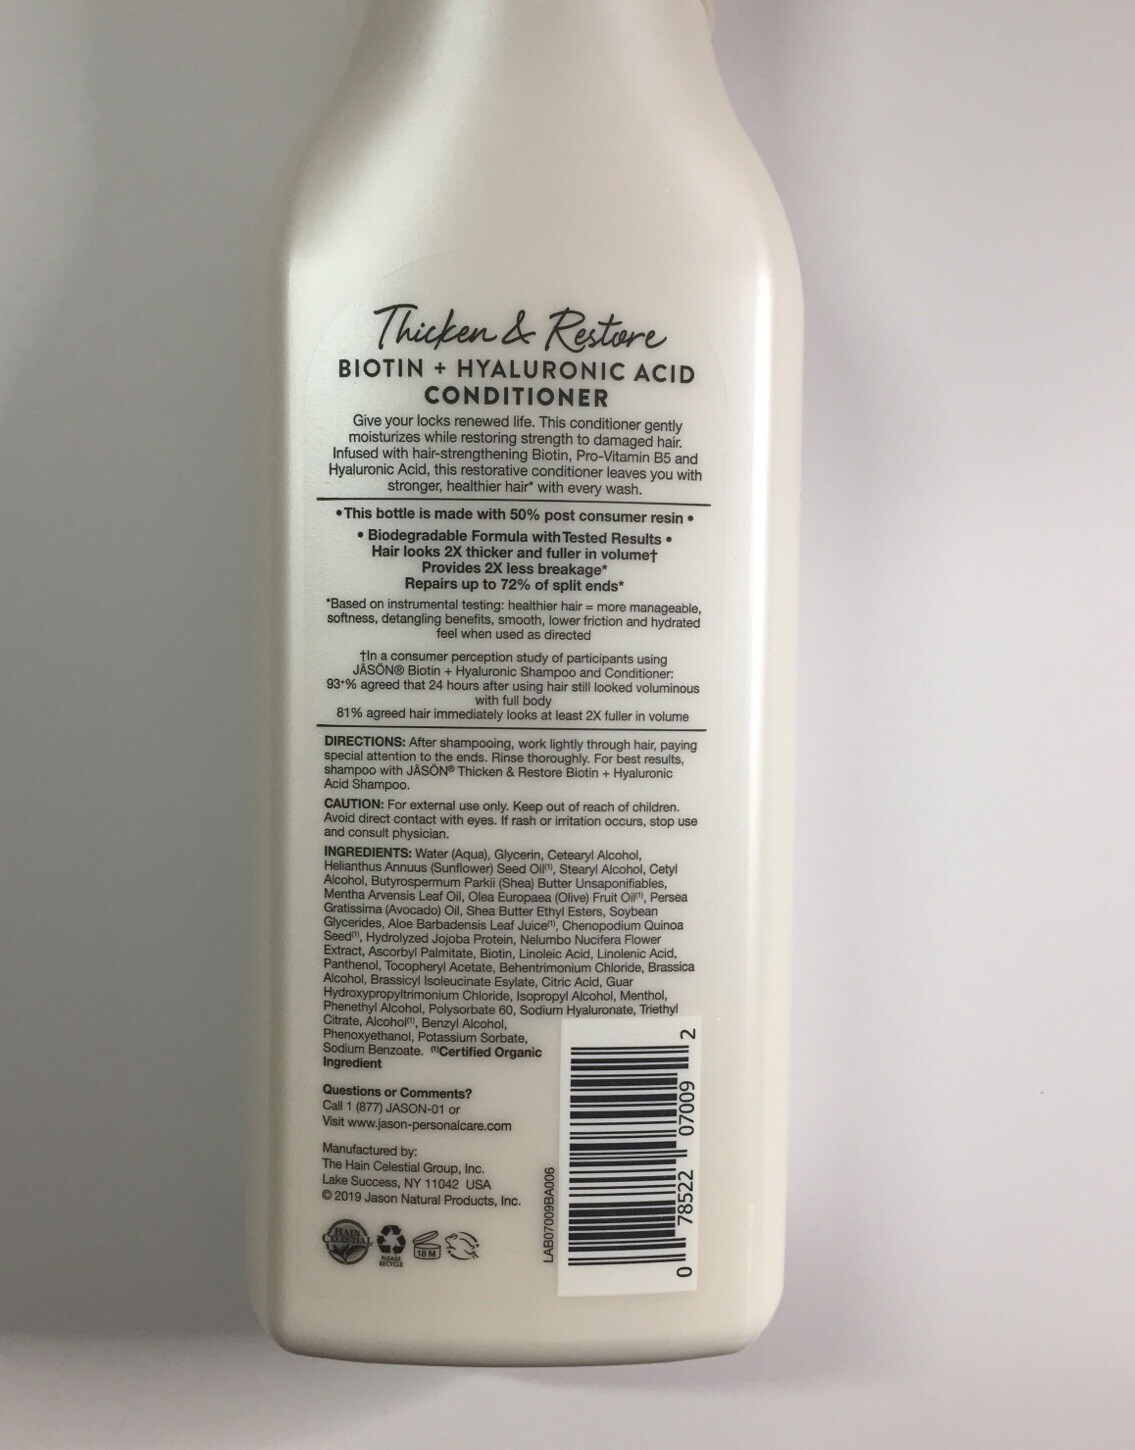 Thicken & Restore
BIOTIN + HYALURONIC ACID
CONDITIONER
Give your locks renewed life. This conditioner gently
moisturizes while restoring strength to damaged hair.
Infused with hair-strengthening Biotin, Pro-Vitamin B5 and
Hyaluronic Acid, this restorative conditioner leaves you with
stronger, healthier hair* with every wash.
• This bottle is made with 50% post consumer resin •
• Biodegradable Formula with Tested Results •
Hair looks 2X thicker and fuller in volume†
Provides 2X less breakage*
Repairs up to 72% of split ends*
*Based on instrumental testing: healthier hair = more manageable,
softness, detangling benefits, smooth, lower friction and hydrated
feel when used as directed
†In a consumer perception study of participants using
JĀSÖN® Biotin + Hyaluronic Shampoo and Conditioner:
93+% agreed that 24 hours after using hair still looked voluminous
with full body
81% agreed hair immediately looks at least 2X fuller in volume
DIRECTIONS: After shampooing, work lightly through hair, paying
special attention to the ends. Rinse thoroughly. For best results,
shampoo with JĀSÖN® Thicken & Restore Biotin + Hyaluronic
Acid Shampoo.
CAUTION: For external use only. Keep out of reach of children.
Avoid direct contact with eyes. If rash or irritation occurs, stop use
and consult physician.
INGREDIENTS: Water (Aqua), Glycerin, Cetearyl Alcohol,
Helianthus Annuus (Sunflower) Seed Oil⁽¹⁾, Stearyl Alcohol, Cetyl
Alcohol, Butyrospermum Parkii (Shea) Butter Unsaponifiables,
Mentha Arvensis Leaf Oil, Olea Europaea (Olive) Fruit Oil⁽¹⁾, Persea
Gratissima (Avocado) Oil, Shea Butter Ethyl Esters, Soybean
Glycerides, Aloe Barbadensis Leaf Juice⁽¹⁾, Chenopodium Quinoa
Seed⁽¹⁾, Hydrolyzed Jojoba Protein, Nelumbo Nucifera Flower
Extract, Ascorbyl Palmitate, Biotin, Linoleic Acid, Linolenic Acid,
Panthenol, Tocopheryl Acetate, Behentrimonium Chloride, Brassica
Alcohol, Brassicyl Isoleucinate Esylate, Citric Acid, Guar
Hydroxypropyltrimonium Chloride, Isopropyl Alcohol, Menthol,
Phenethyl Alcohol, Polysorbate 60, Sodium Hyaluronate, Triethyl
Citrate, Alcohol⁽¹⁾, Benzyl Alcohol,
Phenoxyethanol, Potassium Sorbate,
Sodium Benzoate. ⁽¹⁾Certified Organic
Ingredient
Questions or Comments?
Call 1 (877) JASON-01 or
Visit www.jason-personalcare.com
Manufactured by:
The Hain Celestial Group, Inc.
Lake Success, NY 11042 USA
© 2019 Jason Natural Products, Inc.
HAIN
CELESTIAL
PLEASE
RECYCLE
18 M
LAB07009BA006
0 78522 07009 2